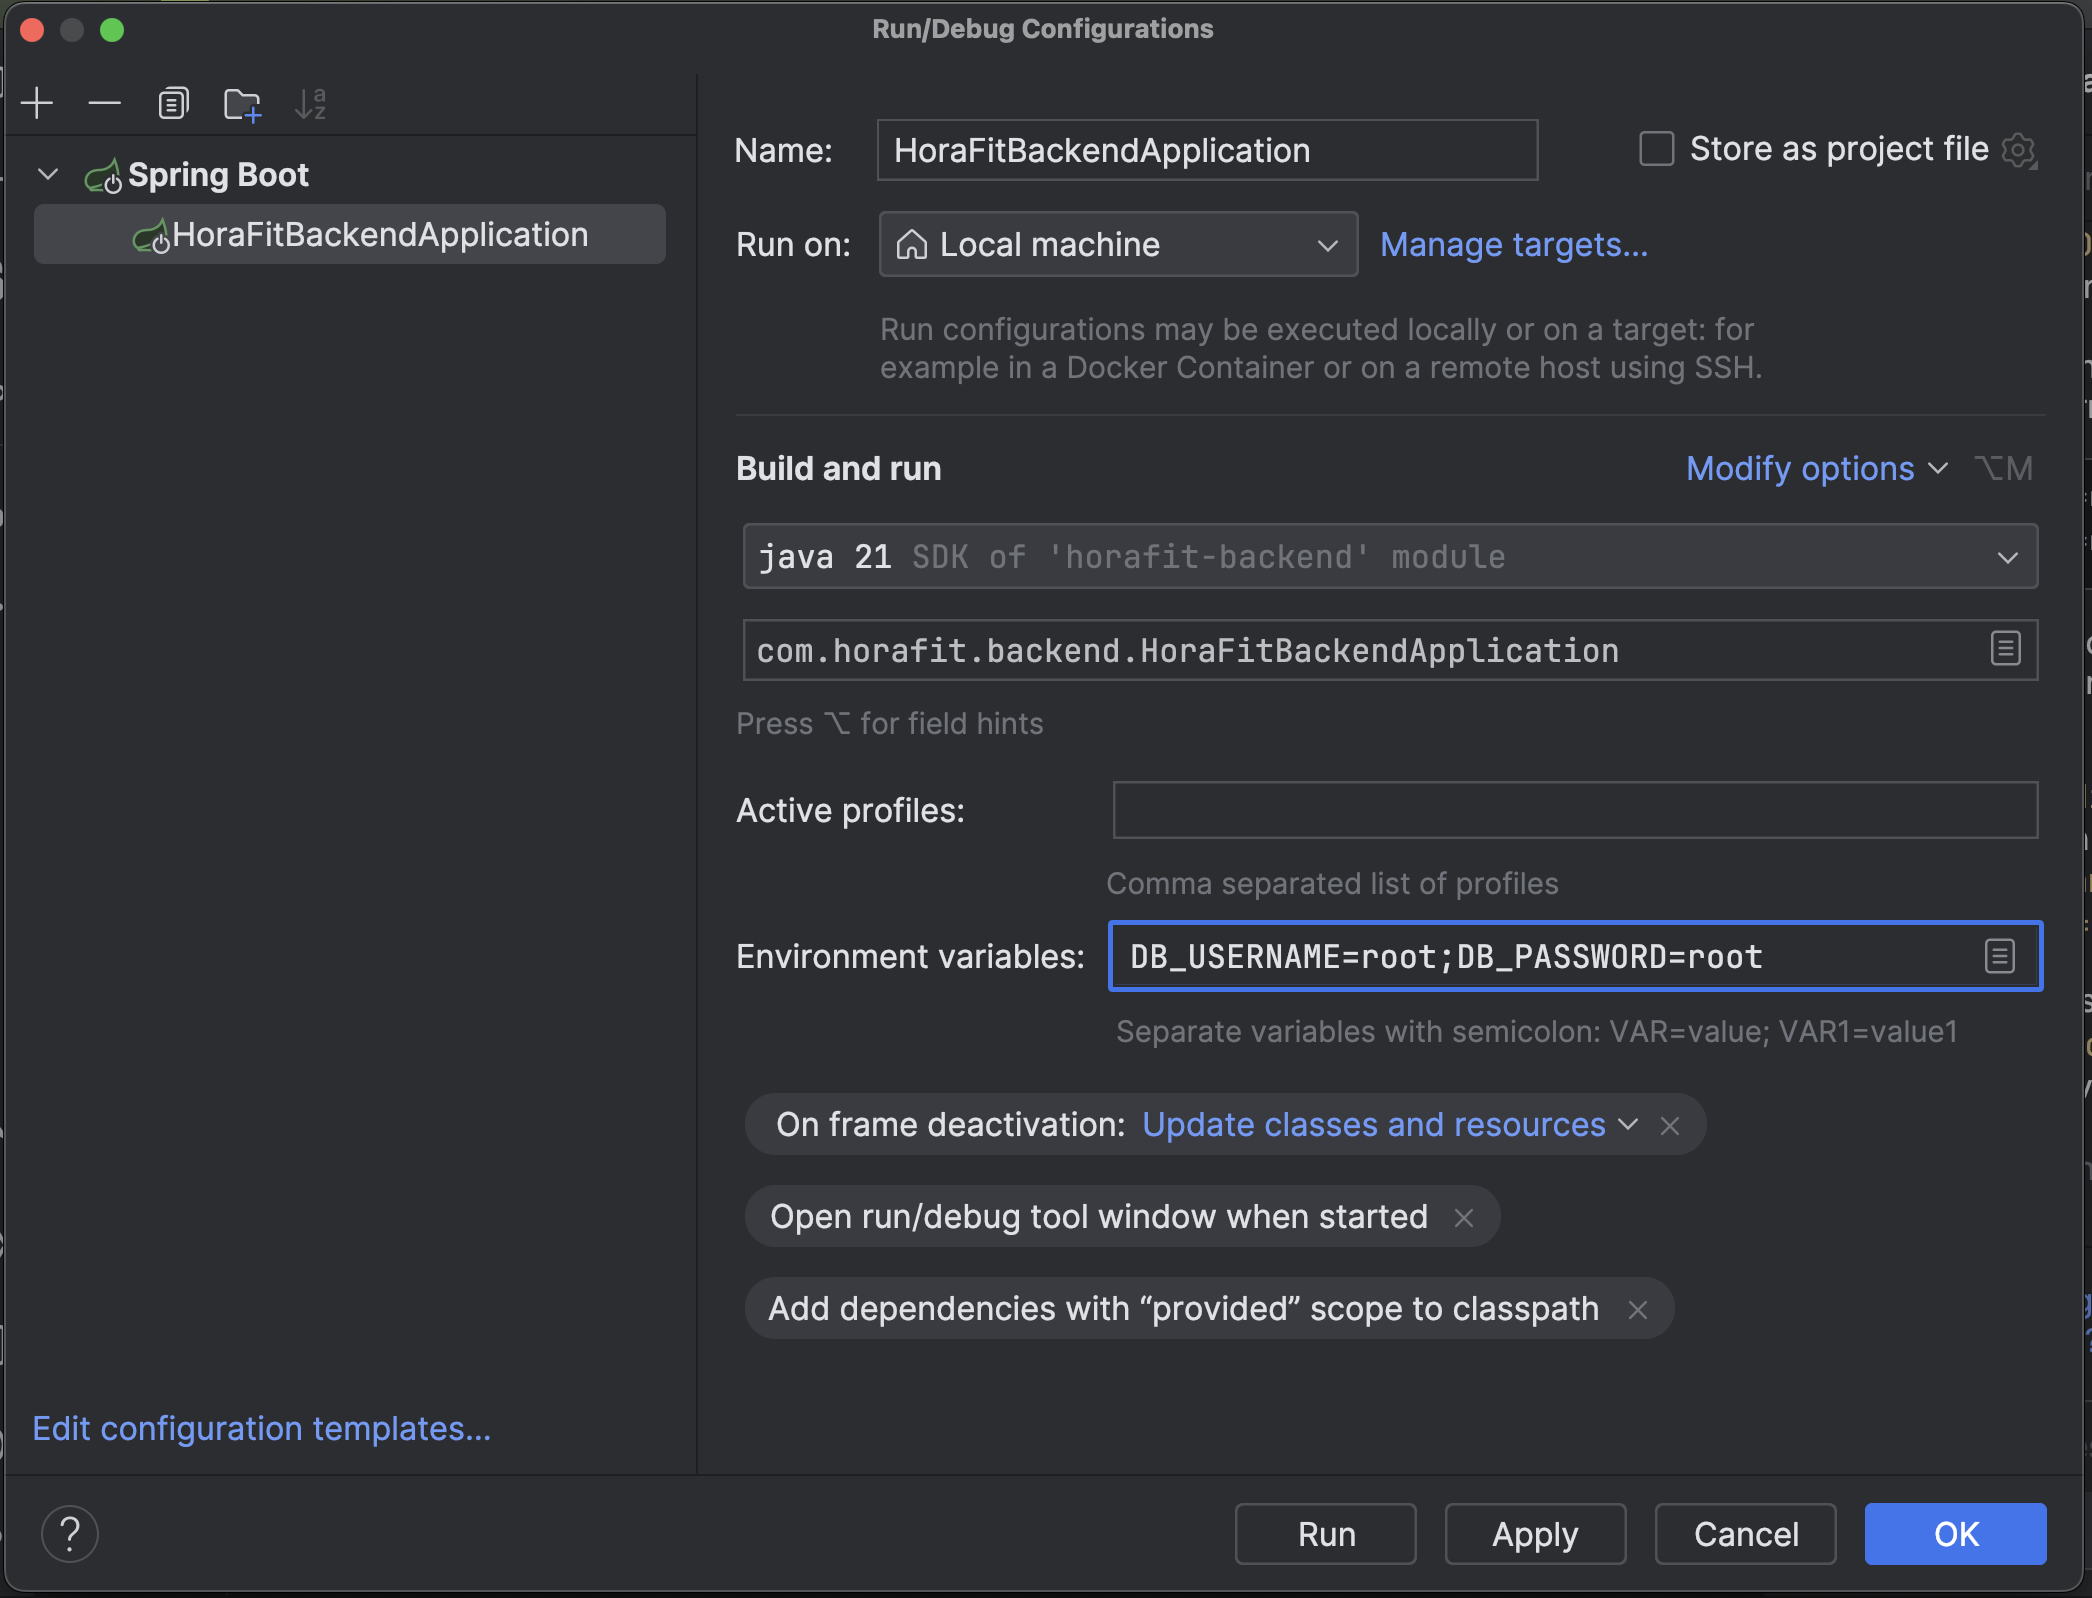 Run/Debug Configurations
Spring Boot
HoraFitBackendApplication
Edit configuration templates...
Name: HoraFitBackendApplication
Store as project file
Run on: Local machine
Manage targets...
Run configurations may be executed locally or on a target: for
example in a Docker Container or on a remote host using SSH.
Build and run
Modify options ⌥M
java 21 SDK of 'horafit-backend' module
com.horafit.backend.HoraFitBackendApplication
Press ⌥ for field hints
Active profiles:
Comma separated list of profiles
Environment variables: DB_USERNAME=root;DB_PASSWORD=root
Separate variables with semicolon: VAR=value; VAR1=value1
On frame deactivation: Update classes and resources
Open run/debug tool window when started
Add dependencies with “provided” scope to classpath
?
Run
Apply
Cancel
OK